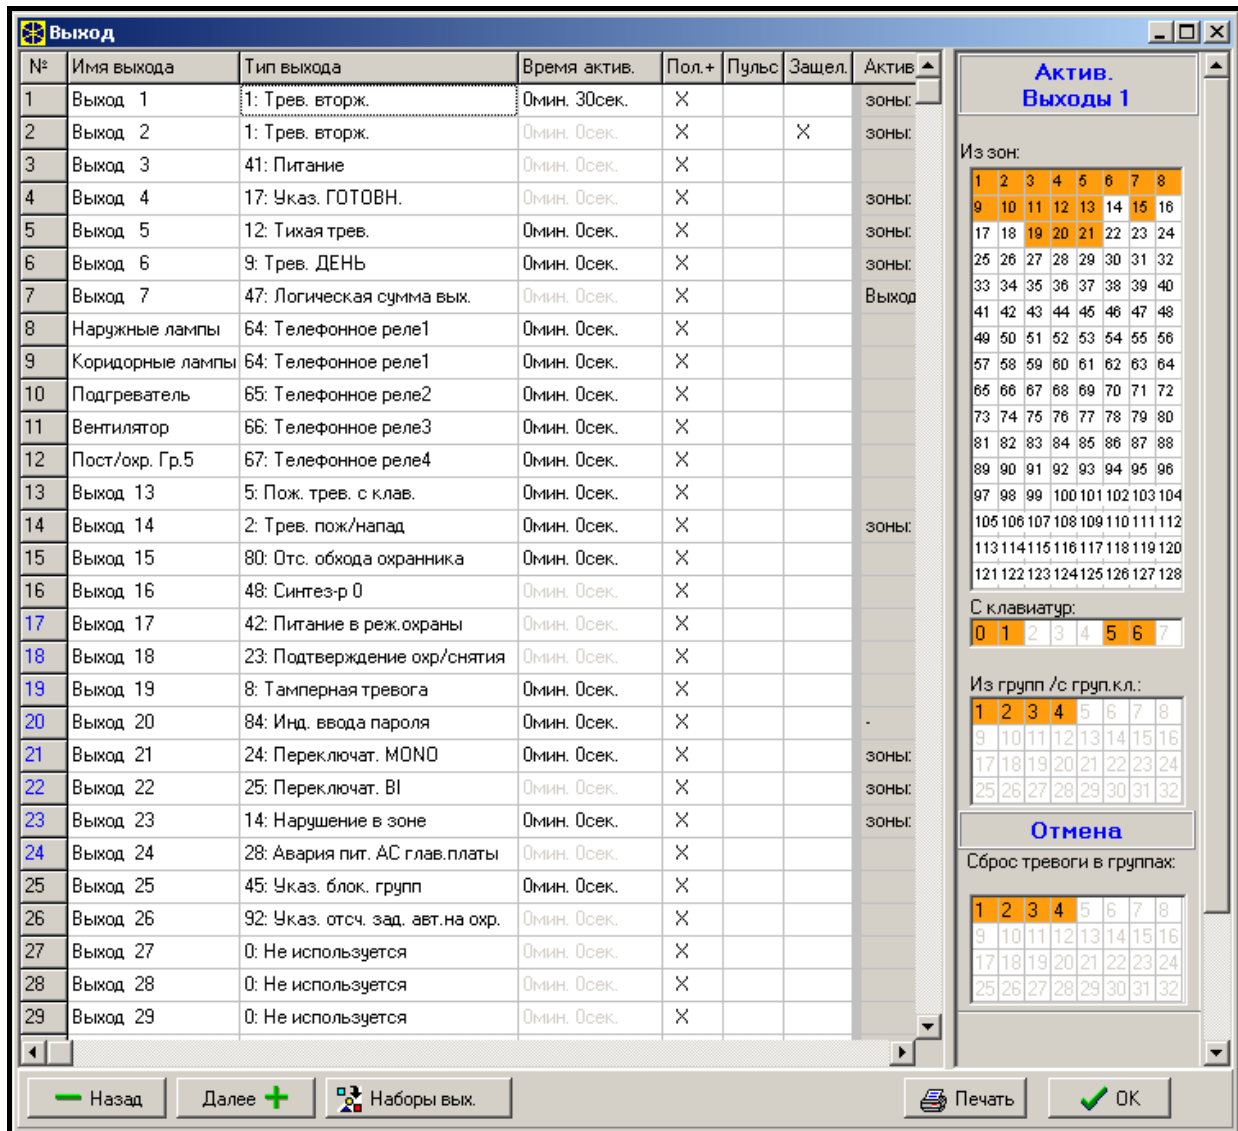 Выход
№ Имя выхода Тип выхода Время актив. Пол.+ Пульс Защел. Актив
1 Выход 1 1: Трев. вторж. 0мин. 30сек. X зоны:
2 Выход 2 1: Трев. вторж. 0мин. 0сек. X X зоны:
3 Выход 3 41: Питание 0мин. 0сек. X
4 Выход 4 17: Указ. ГОТОВН. 0мин. 0сек. X зоны:
5 Выход 5 12: Тихая трев. 0мин. 0сек. X зоны:
6 Выход 6 9: Трев. ДЕНЬ 0мин. 0сек. X зоны:
7 Выход 7 47: Логическая сумма вых. 0мин. 0сек. X Выход
8 Наружные лампы 64: Телефонное реле1 0мин. 0сек. X
9 Коридорные лампы 64: Телефонное реле1 0мин. 0сек. X
10 Подгреватель 65: Телефонное реле2 0мин. 0сек. X
11 Вентилятор 66: Телефонное реле3 0мин. 0сек. X
12 Пост/охр. Гр.5 67: Телефонное реле4 0мин. 0сек. X
13 Выход 13 5: Пож. трев. с клав. 0мин. 0сек. X
14 Выход 14 2: Трев. пож/напад 0мин. 0сек. X зоны:
15 Выход 15 80: Отс. обхода охранника 0мин. 0сек. X
16 Выход 16 48: Синтез-р 0 0мин. 0сек. X
17 Выход 17 42: Питание в реж.охраны 0мин. 0сек. X
18 Выход 18 23: Подтверждение охр/снятия 0мин. 0сек. X
19 Выход 19 8: Тамперная тревога 0мин. 0сек. X
20 Выход 20 84: Инд. ввода пароля 0мин. 0сек. X -
21 Выход 21 24: Переключат. MONO 0мин. 0сек. X зоны:
22 Выход 22 25: Переключат. BI 0мин. 0сек. X зоны:
23 Выход 23 14: Нарушение в зоне 0мин. 0сек. X зоны:
24 Выход 24 28: Авария пит. АС глав.платы 0мин. 0сек. X
25 Выход 25 45: Указ. блок. групп 0мин. 0сек. X
26 Выход 26 92: Указ. отсч. зад. авт.на охр. 0мин. 0сек. X
27 Выход 27 0: Не используется 0мин. 0сек. X
28 Выход 28 0: Не используется 0мин. 0сек. X
29 Выход 29 0: Не используется 0мин. 0сек. X
Актив.
Выходы 1
Из зон:
1 2 3 4 5 6 7 8
9 10 11 12 13 14 15 16
17 18 19 20 21 22 23 24
25 26 27 28 29 30 31 32
33 34 35 36 37 38 39 40
41 42 43 44 45 46 47 48
49 50 51 52 53 54 55 56
57 58 59 60 61 62 63 64
65 66 67 68 69 70 71 72
73 74 75 76 77 78 79 80
81 82 83 84 85 86 87 88
89 90 91 92 93 94 95 96
97 98 99 100 101 102 103 104
105 106 107 108 109 110 111 112
113 114 115 116 117 118 119 120
121 122 123 124 125 126 127 128
С клавиатур:
0 1 2 3 4 5 6 7
Из групп /с груп.кл.:
1 2 3 4 5 6 7 8
9 10 11 12 13 14 15 16
17 18 19 20 21 22 23 24
25 26 27 28 29 30 31 32
Отмена
Сброс тревоги в группах:
1 2 3 4 5 6 7 8
9 10 11 12 13 14 15 16
17 18 19 20 21 22 23 24
25 26 27 28 29 30 31 32
Назад Далее Наборы вых. Печать OK